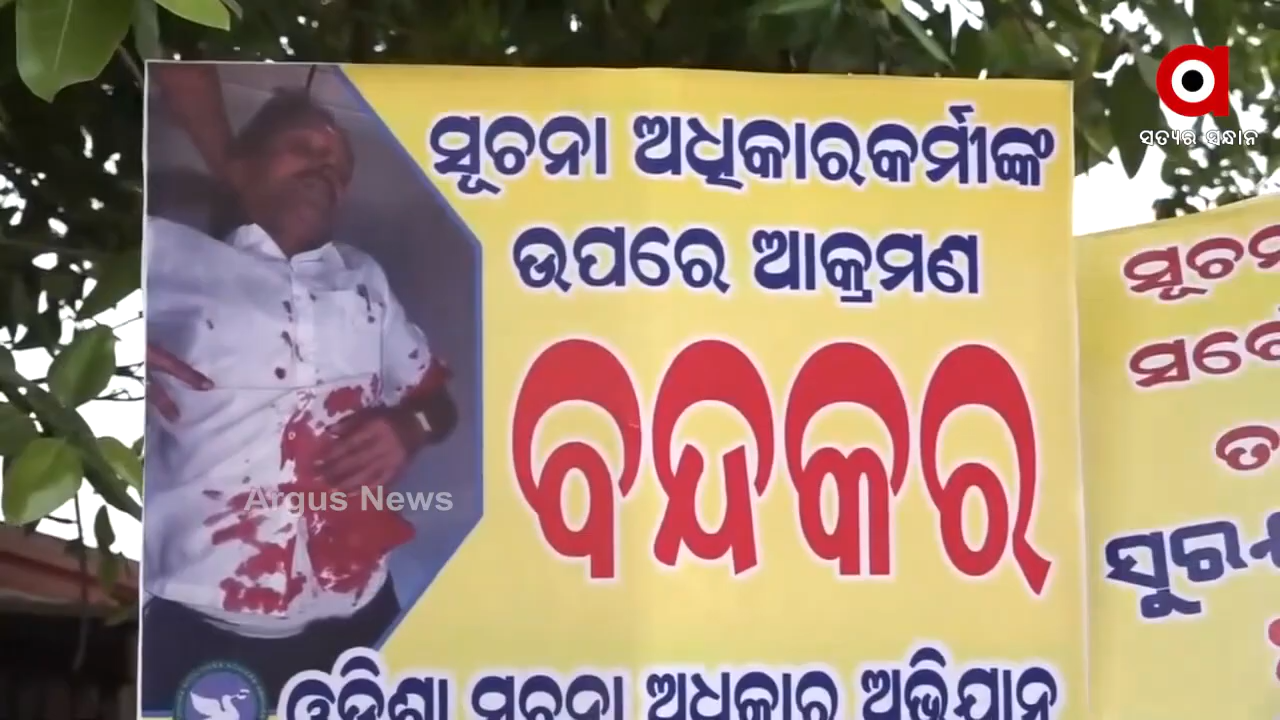 ସୂଚନା ଅଧିକାରକର୍ମୀଙ୍କ
ଉପରେ ଆକ୍ରମଣ
ବନ୍ଦକର
ଓଡ଼ିଶା ସୂଚନା ଅଧିକାର ଅଭିଯାନ
Argus News
ସତ୍ୟର ସନ୍ଧାନ